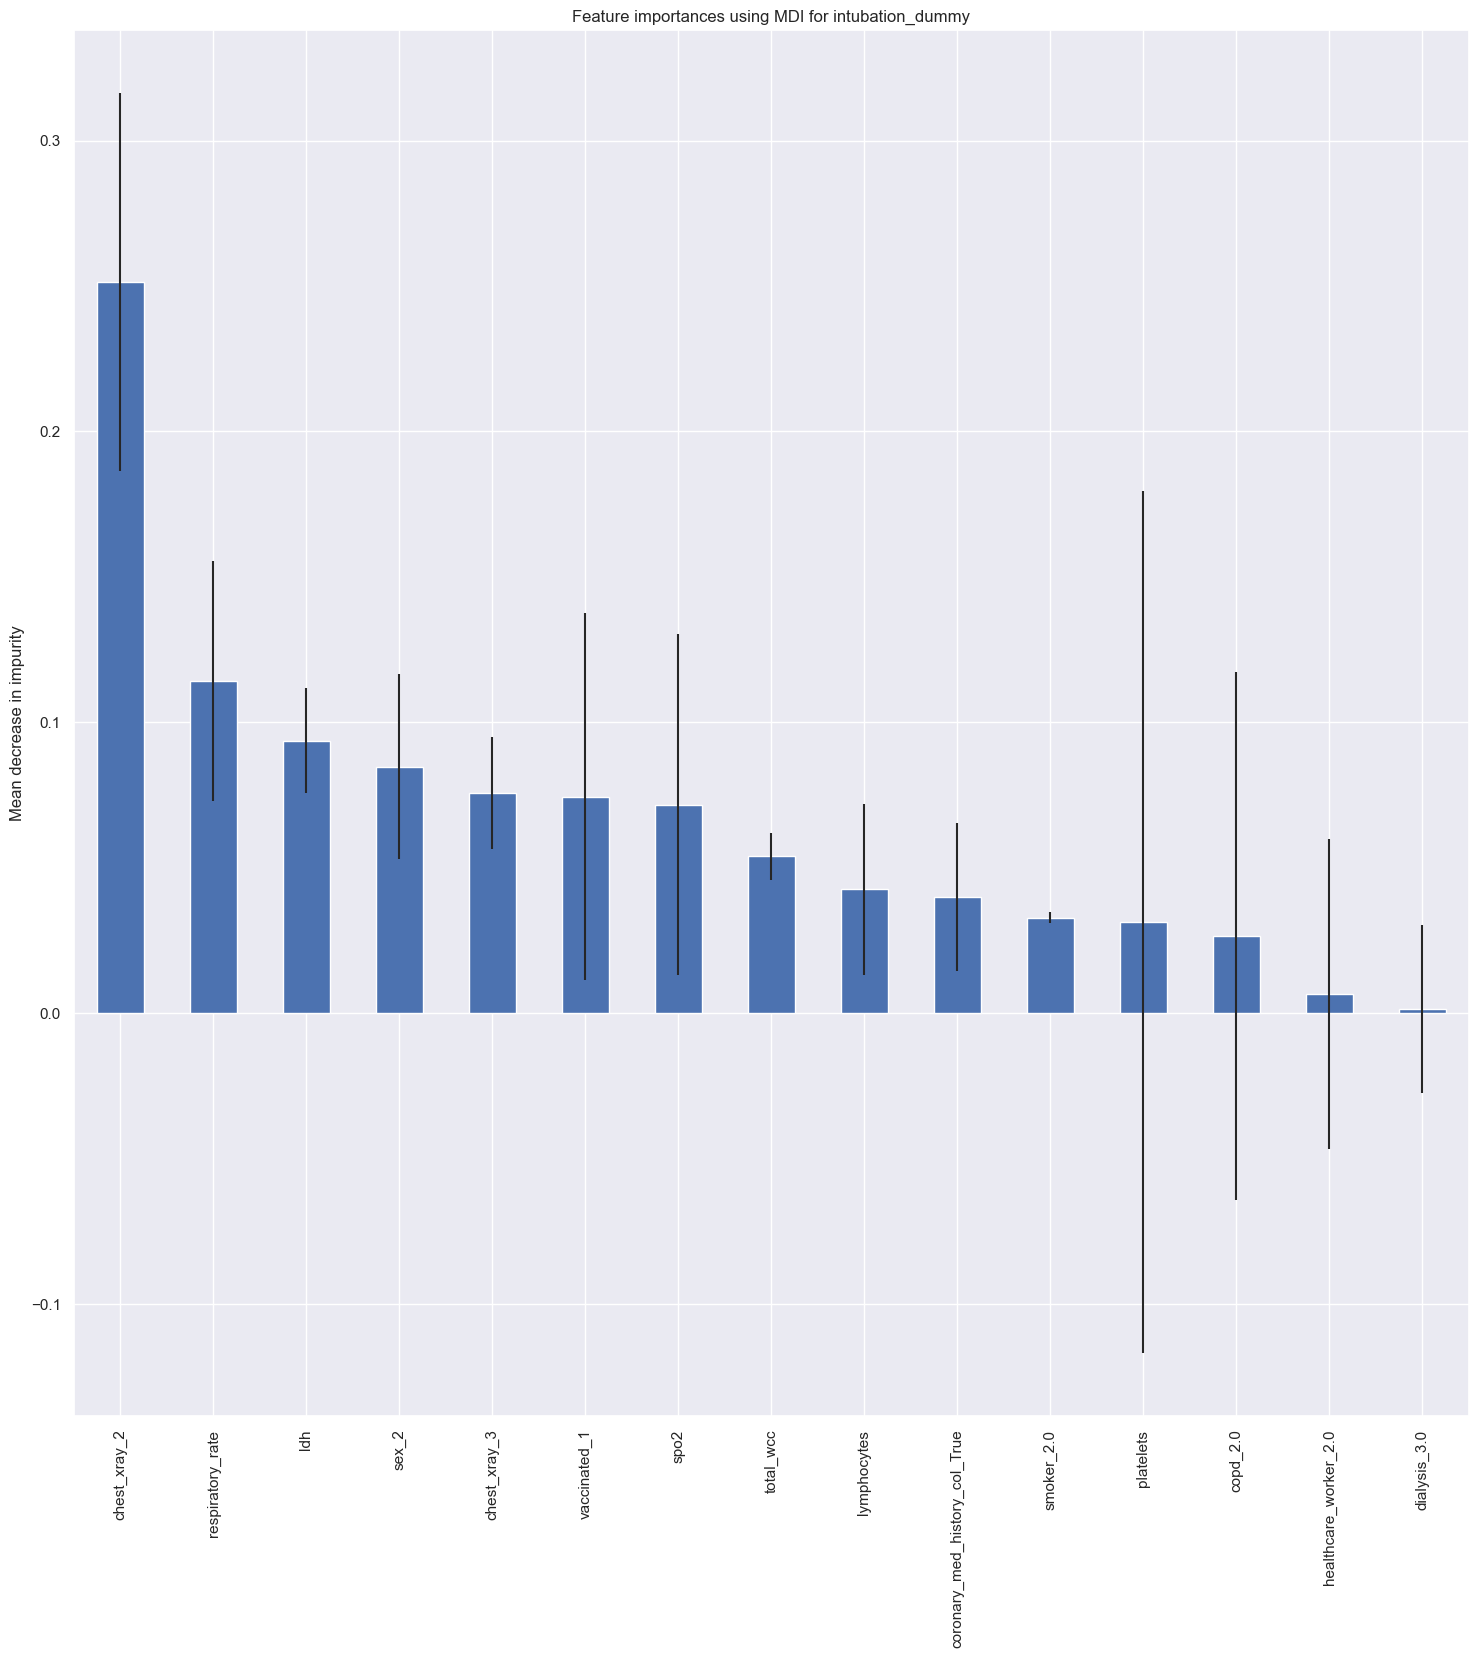 Feature importances using MDI for intubation_dummy
Mean decrease in impurity
0.3
0.2
0.1
0.0
−0.1
chest_xray_2
respiratory_rate
ldh
sex_2
chest_xray_3
vaccinated_1
spo2
total_wcc
lymphocytes
coronary_med_history_col_True
smoker_2.0
platelets
copd_2.0
healthcare_worker_2.0
dialysis_3.0